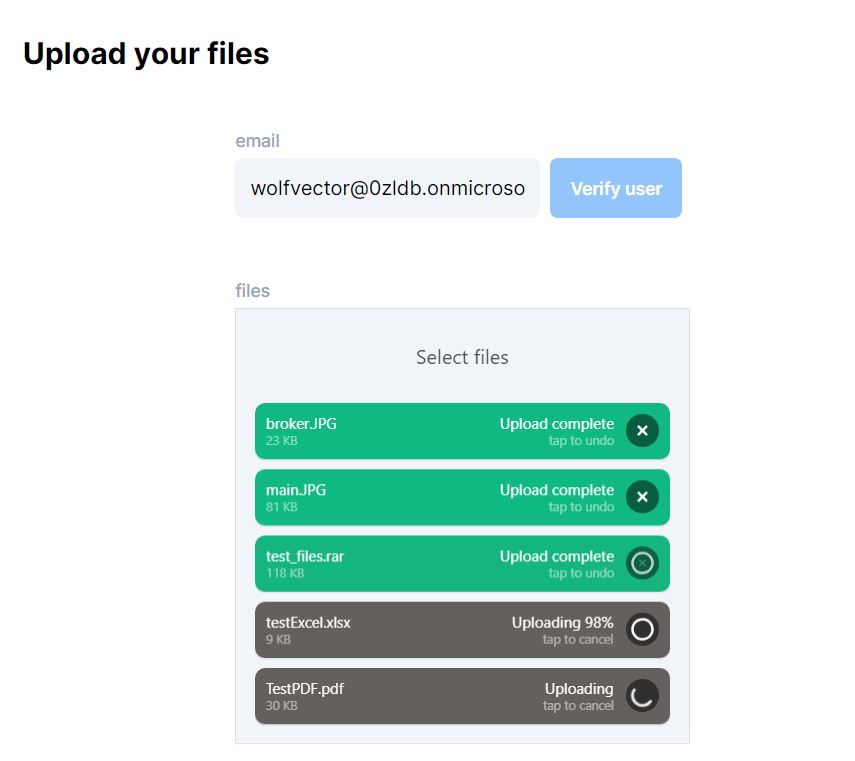 Upload your files
email
wolfvector@0zldb.onmicroso
Verify user
files
Select files
broker.JPG Upload complete
23 KB tap to undo
main.JPG Upload complete
81 KB tap to undo
test_files.rar Upload complete
118 KB tap to undo
testExcel.xlsx Uploading 98%
9 KB tap to cancel
TestPDF.pdf Uploading
30 KB tap to cancel